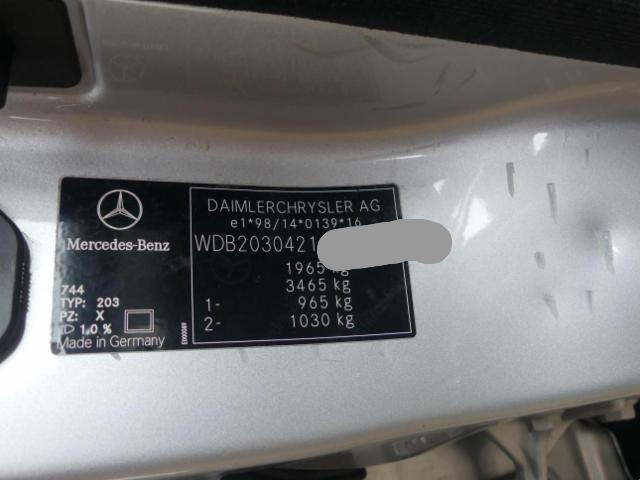 Mercedes-Benz
744
TYP: 203
PZ: X
D 1.0 %
Made in Germany
DAIMLERCHRYSLER AG
e1*98/14*0139*16
WDB2030421
1965 kg
3465 kg
1- 965 kg
2- 1030 kg